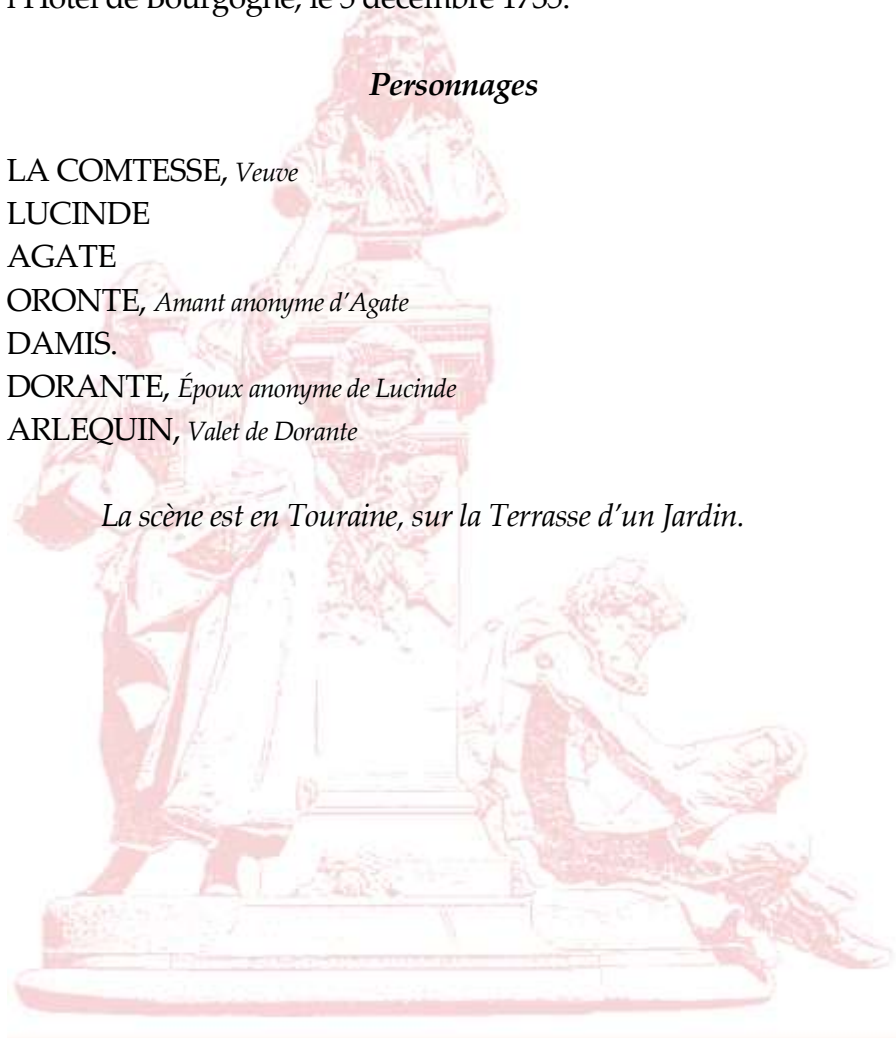 l'Hôtel de Bourgogne, le 5 décembre 1735.
Personnages
LA COMTESSE, Veuve
LUCINDE
AGATE
ORONTE, Amant anonyme d'Agate
DAMIS.
DORANTE, Époux anonyme de Lucinde
ARLEQUIN, Valet de Dorante
La scène est en Touraine, sur la Terrasse d'un Jardin.